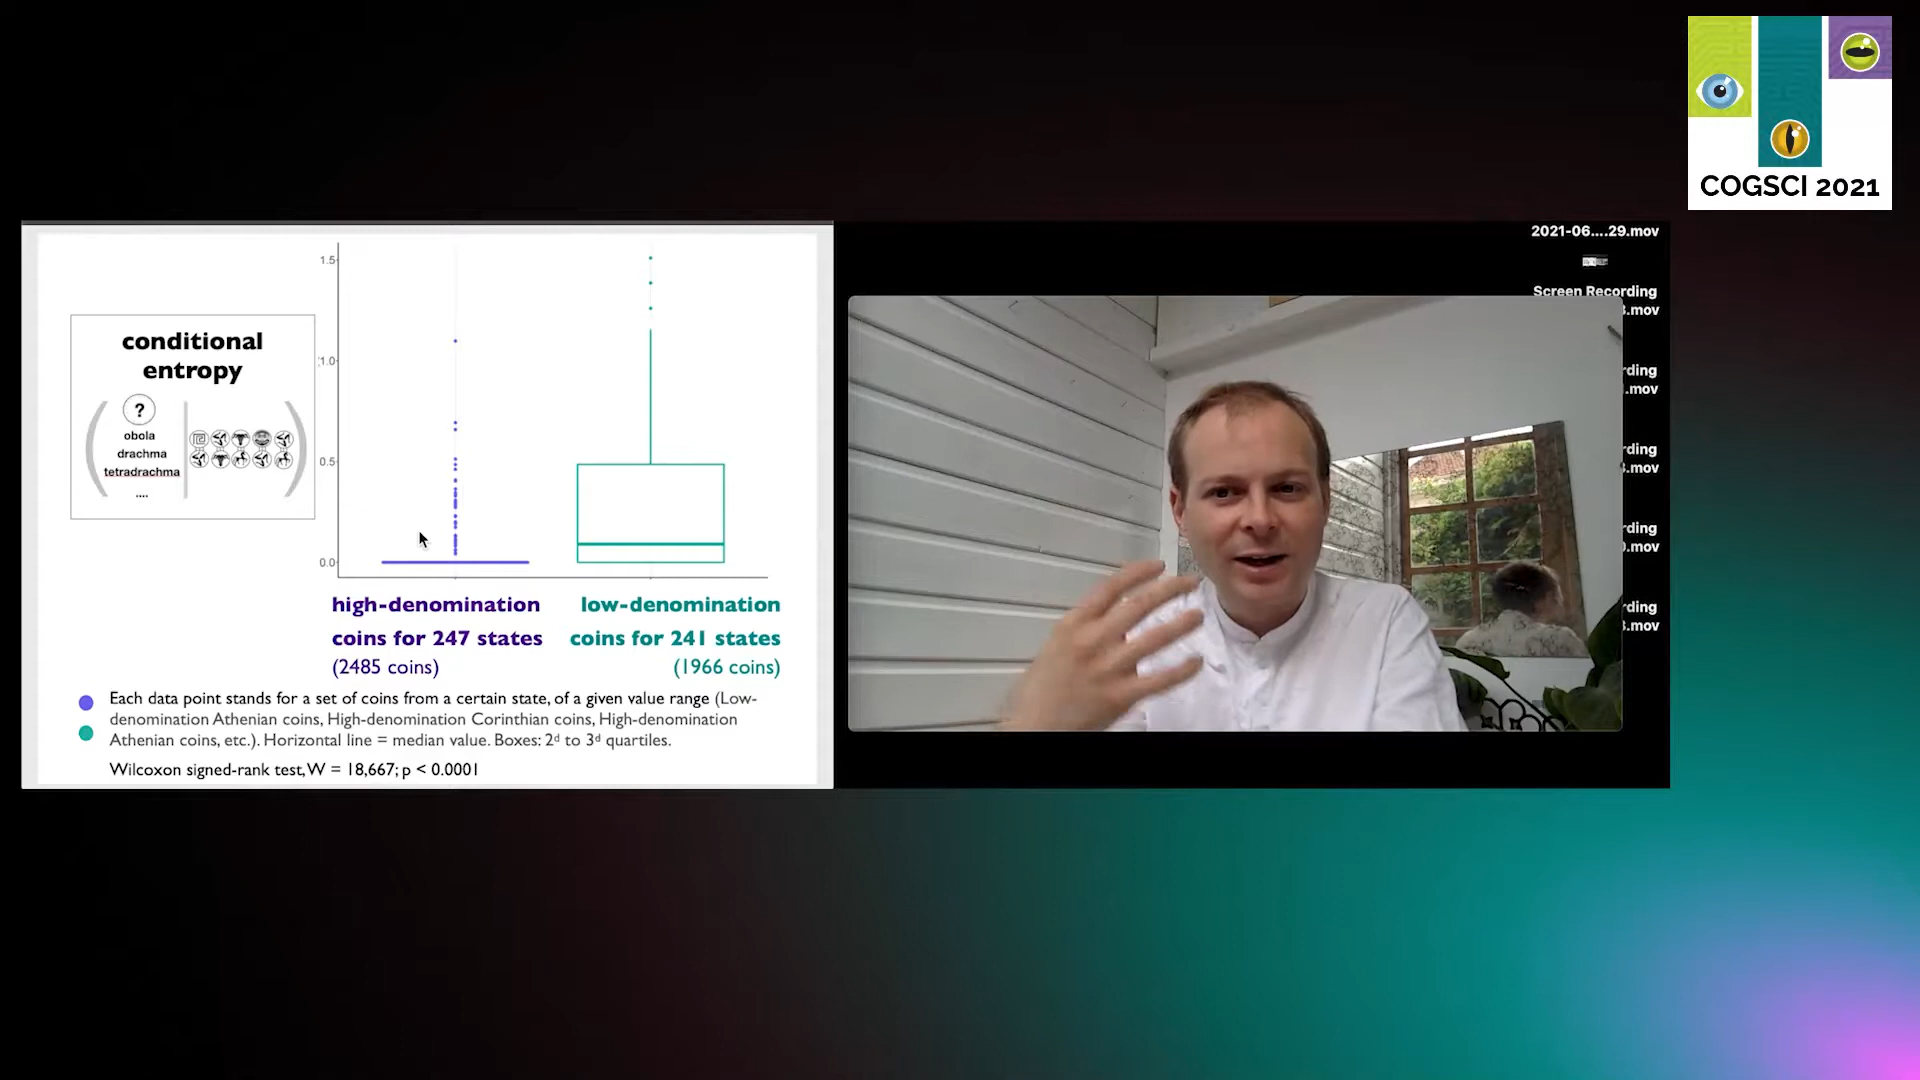 COGSCI 2021
2021-06....29.mov
Screen Recording
.mov
rding
.mov
rding
.mov
rding
.mov
rding
.mov
1.5
1.0
0.5
0.0
conditional
entropy
?
obola
drachma
tetradrachma
....
high-denomination
coins for 247 states
(2485 coins)
low-denomination
coins for 241 states
(1966 coins)
Each data point stands for a set of coins from a certain state, of a given value range (Low-
denomination Athenian coins, High-denomination Corinthian coins, High-denomination
Athenian coins, etc.). Horizontal line = median value. Boxes: 2ᵈ to 3ᵈ quartiles.
Wilcoxon signed-rank test, W = 18,667; p < 0.0001